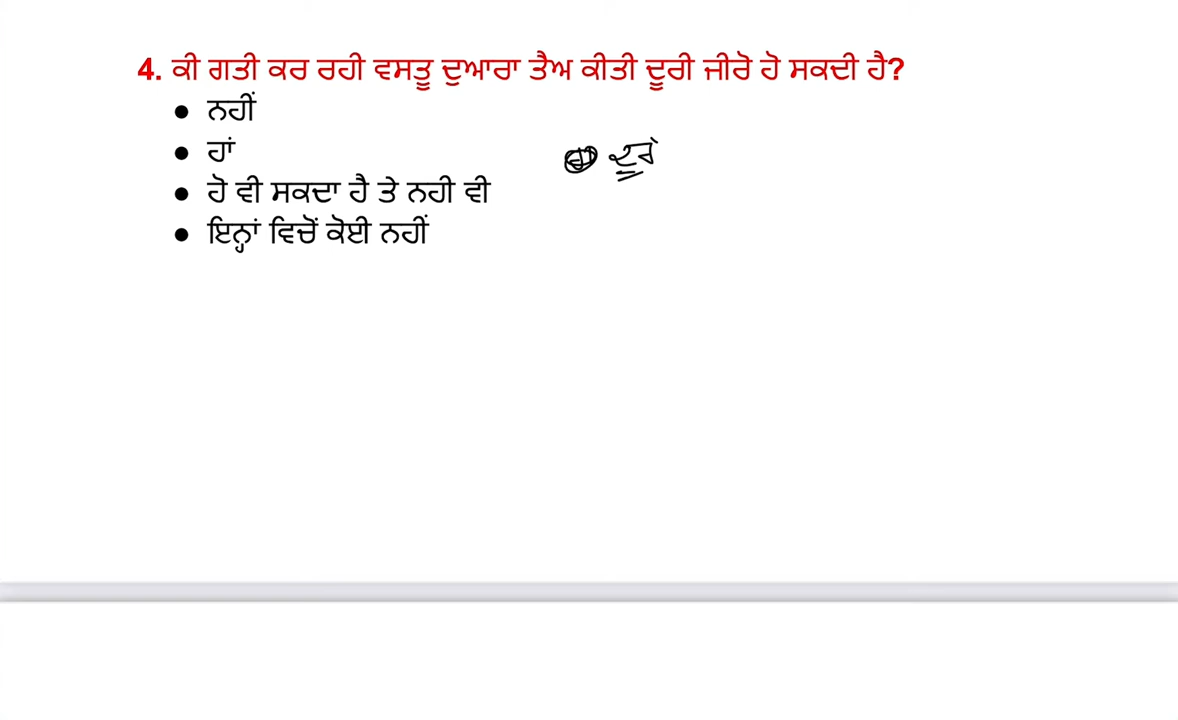 4. ਕੀ ਗਤੀ ਕਰ ਰਹੀ ਵਸਤੂ ਦੁਆਰਾ ਤੈਅ ਕੀਤੀ ਦੂਰੀ ਜੀਰੋ ਹੋ ਸਕਦੀ ਹੈ?
● ਨਹੀਂ
● ਹਾਂ
● ਹੋ ਵੀ ਸਕਦਾ ਹੈ ਤੇ ਨਹੀ ਵੀ
● ਇਨ੍ਹਾਂ ਵਿਚੋਂ ਕੋਈ ਨਹੀਂ